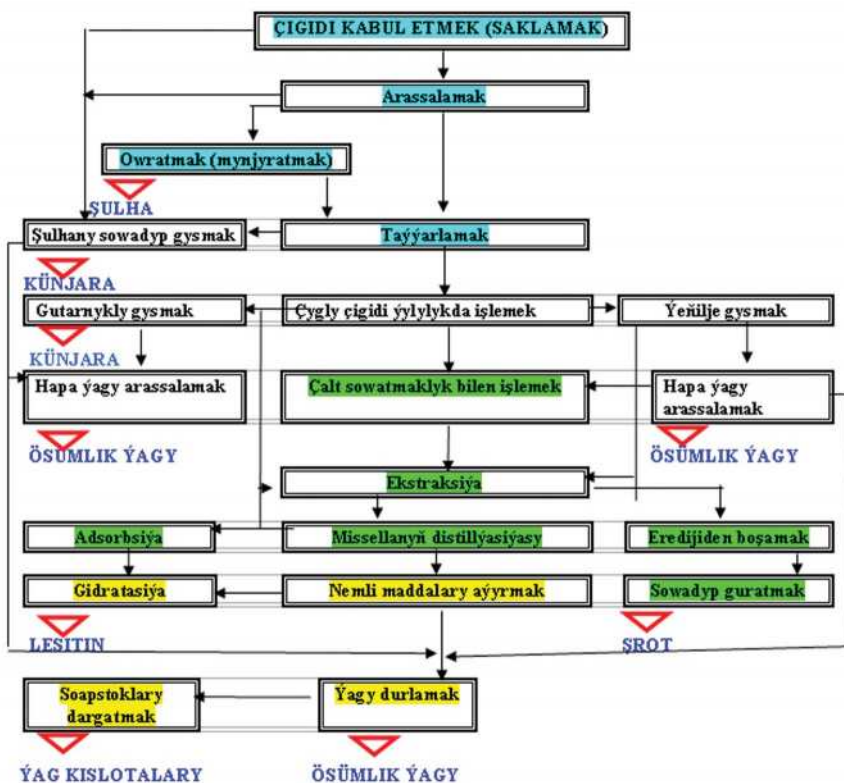 ÇIGIDI KABUL ETMEK (SAKLAMAK)
Arassalamak
Owratmak (mynjyratmak)
ŞULHA
Şulhany sowadyp gysmak
Taýýarlamak
KÜNJARA
Gutarnykly gysmak
Çygly çigidi ýylylykda işlemek
Ýeňilje gysmak
KÜNJARA
Hapa ýagy arassalamak
Çalt sowatmaklyk bilen işlemek
Hapa ýagy
arassalamak
ÖSÜMLIK ÝAGY
ÖSÜMLIK ÝAGY
Ekstraksiýa
Adsorbsiýa
Missellanyň distillýasiýasy
Eredijiden boşamak
Gidratasiýa
Nemli maddalary aýyrmak
Sowadyp guratmak
LESITIN
ŞROT
Soapstoklary
dargatmak
Ýagy durlamak
ÝAG KISLOTALARY
ÖSÜMLIK ÝAGY